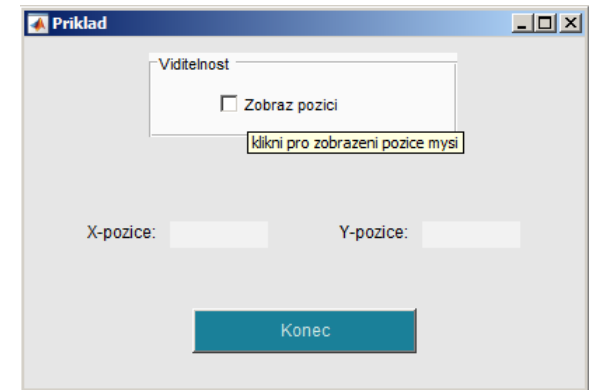 Priklad
Viditelnost
Zobraz pozici
klikni pro zobrazeni pozice mysi
X-pozice:
Y-pozice:
Konec